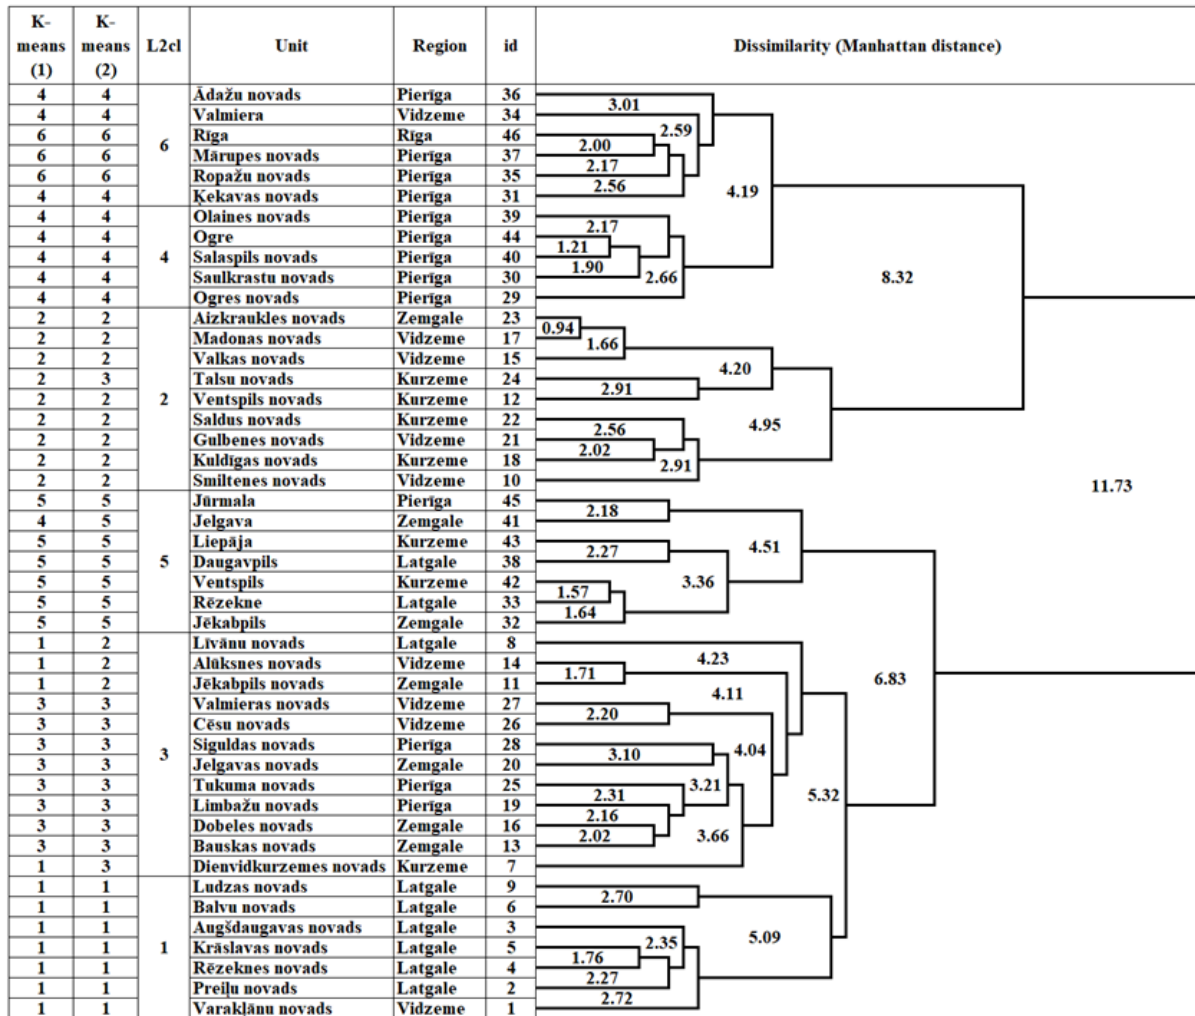 K-means (1) K-means (2) L2cl Unit Region id Dissimilarity (Manhattan distance)
4 4 Ādažu novads Pierīga 36
3.01
4 4 Valmiera Vidzeme 34
2.59
4.19
6 6 6 Rīga Rīga 46
2.00
6 6 Mārupes novads Pierīga 37
2.17
6 6 Ropažu novads Pierīga 35
2.56
4 4 Ķekavas novads Pierīga 31
4 4 Olaines novads Pierīga 39
2.17
4 4 Ogre Pierīga 44
1.21
4 4 4 Salaspils novads Pierīga 40
1.90
2.66
8.32
4 4 Saulkrastu novads Pierīga 30
4 4 Ogres novads Pierīga 29
2 2 Aizkraukles novads Zemgale 23
0.94
2 2 Madonas novads Vidzeme 17
1.66
2 2 Valkas novads Vidzeme 15
4.20
2 3 Talsu novads Kurzeme 24
2.91
2 2 2 Ventspils novads Kurzeme 12
2 2 Saldus novads Kurzeme 22
2.56
4.95
2 2 Gulbenes novads Vidzeme 21
2.02
2 2 Kuldīgas novads Kurzeme 18
2.91
2 2 Smiltenes novads Vidzeme 10
11.73
5 5 Jūrmala Pierīga 45
2.18
4 5 Jelgava Zemgale 41
5 5 Liepāja Kurzeme 43
2.27
4.51
5 5 5 Daugavpils Latgale 38
3.36
5 5 Ventspils Kurzeme 42
1.57
5 5 Rēzekne Latgale 33
1.64
5 5 Jēkabpils Zemgale 32
1 2 Līvānu novads Latgale 8
4.23
1 2 Alūksnes novads Vidzeme 14
1.71
6.83
1 2 Jēkabpils novads Zemgale 11
4.11
3 3 Valmieras novads Vidzeme 27
2.20
3 3 Cēsu novads Vidzeme 26
3 3 Siguldas novads Pierīga 28
3.10
4.04
3 3 3 Jelgavas novads Zemgale 20
3 3 Tukuma novads Pierīga 25
2.31
3.21
3 3 Limbažu novads Pierīga 19
2.16
5.32
3 3 Dobeles novads Zemgale 16
2.02
3.66
3 3 Bauskas novads Zemgale 13
1 3 Dienvidkurzemes novads Kurzeme 7
1 1 Ludzas novads Latgale 9
2.70
1 1 Balvu novads Latgale 6
1 1 Augšdaugavas novads Latgale 3
2.35
5.09
1 1 1 Krāslavas novads Latgale 5
1.76
1 1 Rēzeknes novads Latgale 4
2.27
1 1 Preiļu novads Latgale 2
2.72
1 1 Varakļānu novads Vidzeme 1